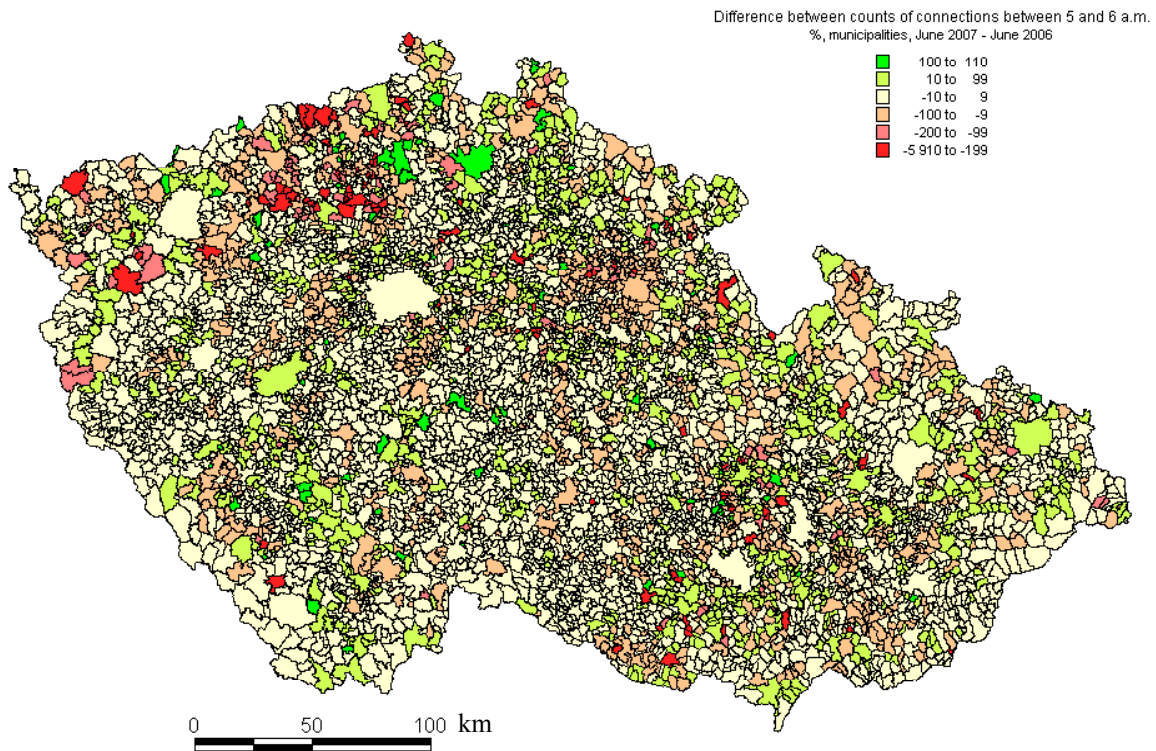 Difference between counts of connections between 5 and 6 a.m.
%, municipalities, June 2007 - June 2006
100 to 110
10 to 99
-10 to 9
-100 to -9
-200 to -99
-5 910 to -199
0 50 100 km